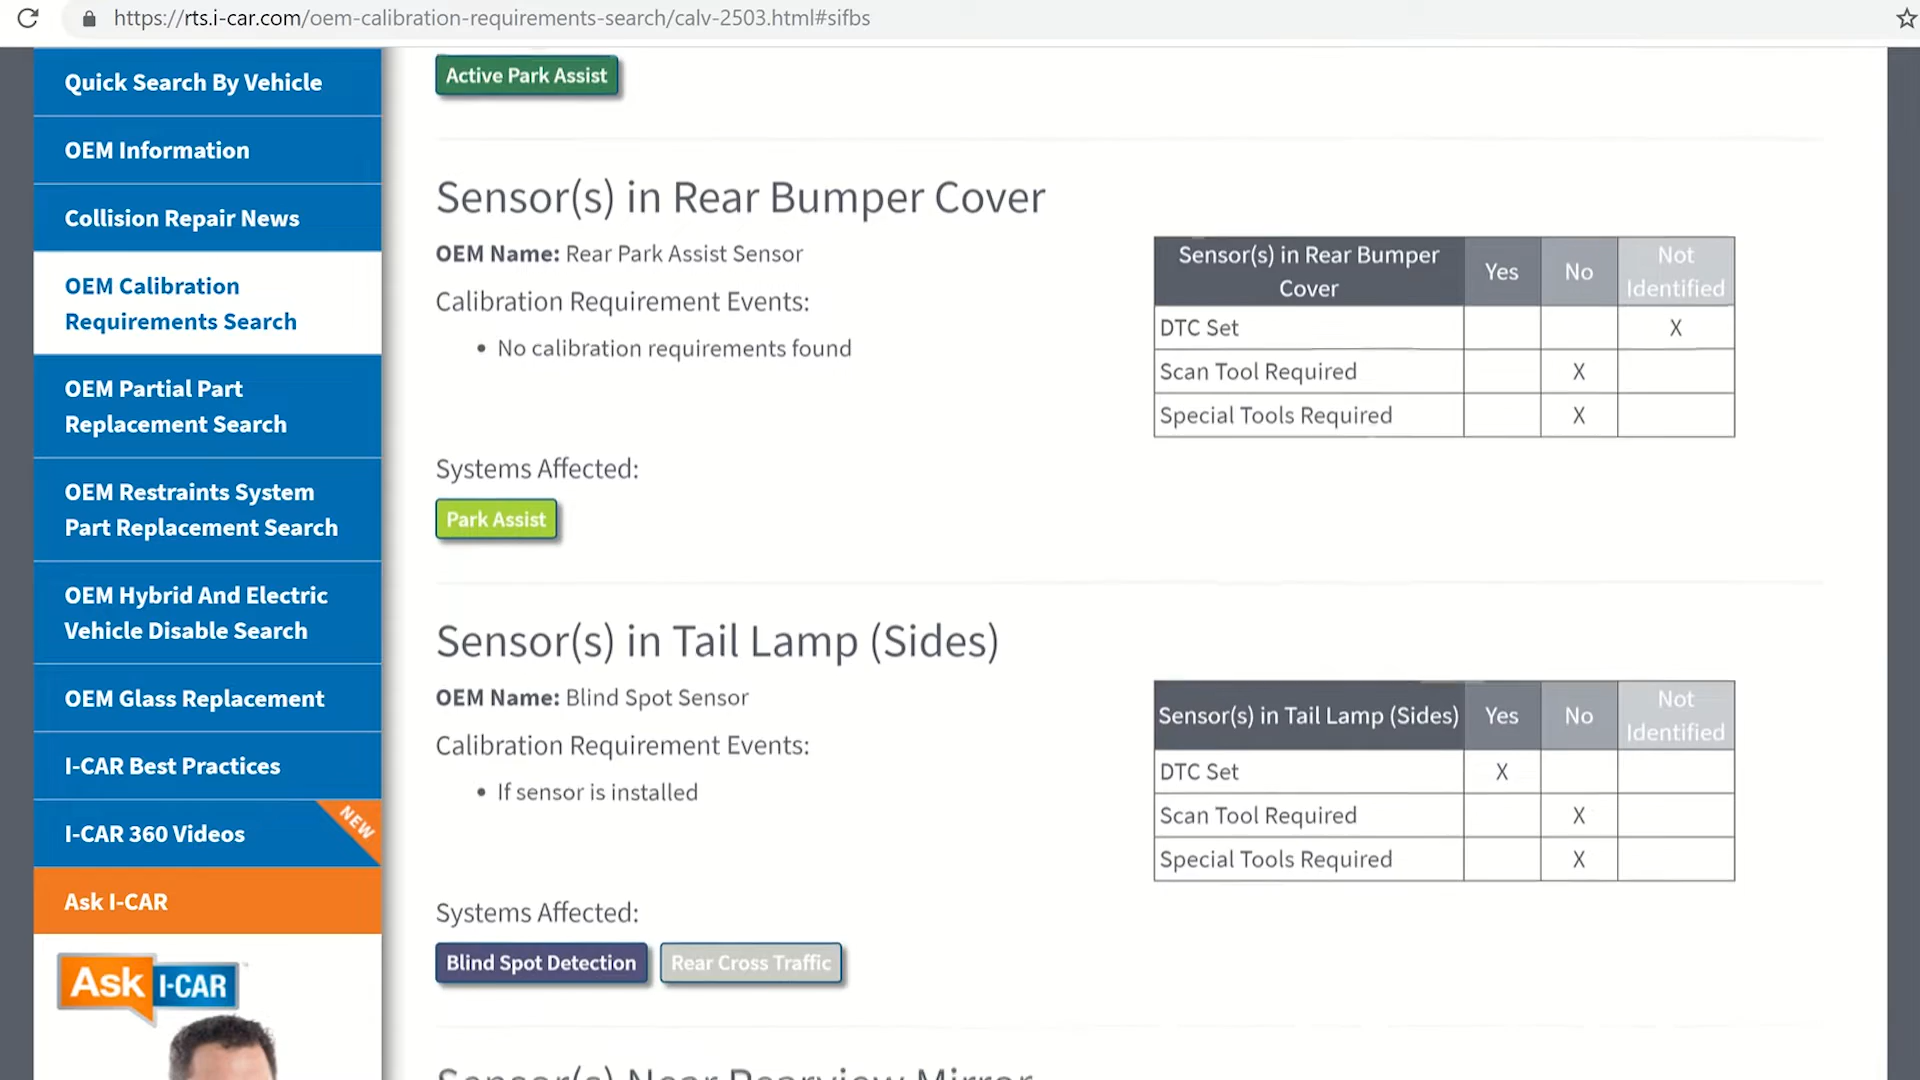 https://rts.i-car.com/oem-calibration-requirements-search/calv-2503.html#sifbs
Quick Search By Vehicle
OEM Information
Collision Repair News
OEM Calibration
Requirements Search
OEM Partial Part
Replacement Search
OEM Restraints System
Part Replacement Search
OEM Hybrid And Electric
Vehicle Disable Search
OEM Glass Replacement
I-CAR Best Practices
I-CAR 360 Videos
NEW
Ask I-CAR
Ask I-CAR
Active Park Assist
Sensor(s) in Rear Bumper Cover
OEM Name: Rear Park Assist Sensor
Calibration Requirement Events:
• No calibration requirements found
Sensor(s) in Rear Bumper
Cover
Yes
No
Not
Identified
DTC Set X
Scan Tool Required X
Special Tools Required X
Systems Affected:
Park Assist
Sensor(s) in Tail Lamp (Sides)
OEM Name: Blind Spot Sensor
Calibration Requirement Events:
• If sensor is installed
Sensor(s) in Tail Lamp (Sides)
Yes
No
Not
Identified
DTC Set X
Scan Tool Required X
Special Tools Required X
Systems Affected:
Blind Spot Detection
Rear Cross Traffic
Sensor(s) Near Rearview Mirror